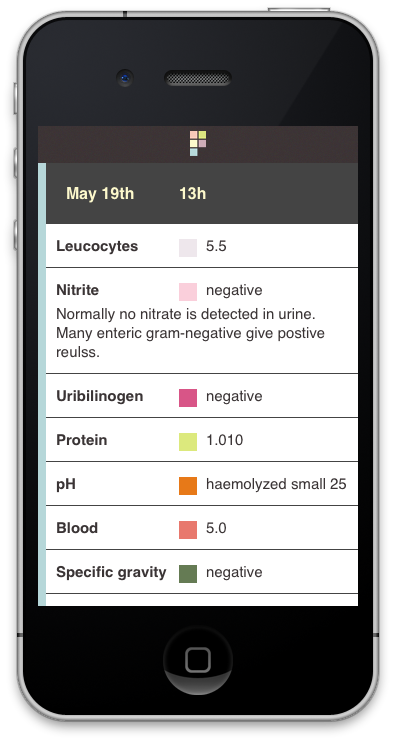 May 19th 13h
Leucocytes 5.5
Nitrite negative
Normally no nitrate is detected in urine.
Many enteric gram-negative give postive
reulss.
Uribilinogen negative
Protein 1.010
pH haemolyzed small 25
Blood 5.0
Specific gravity negative